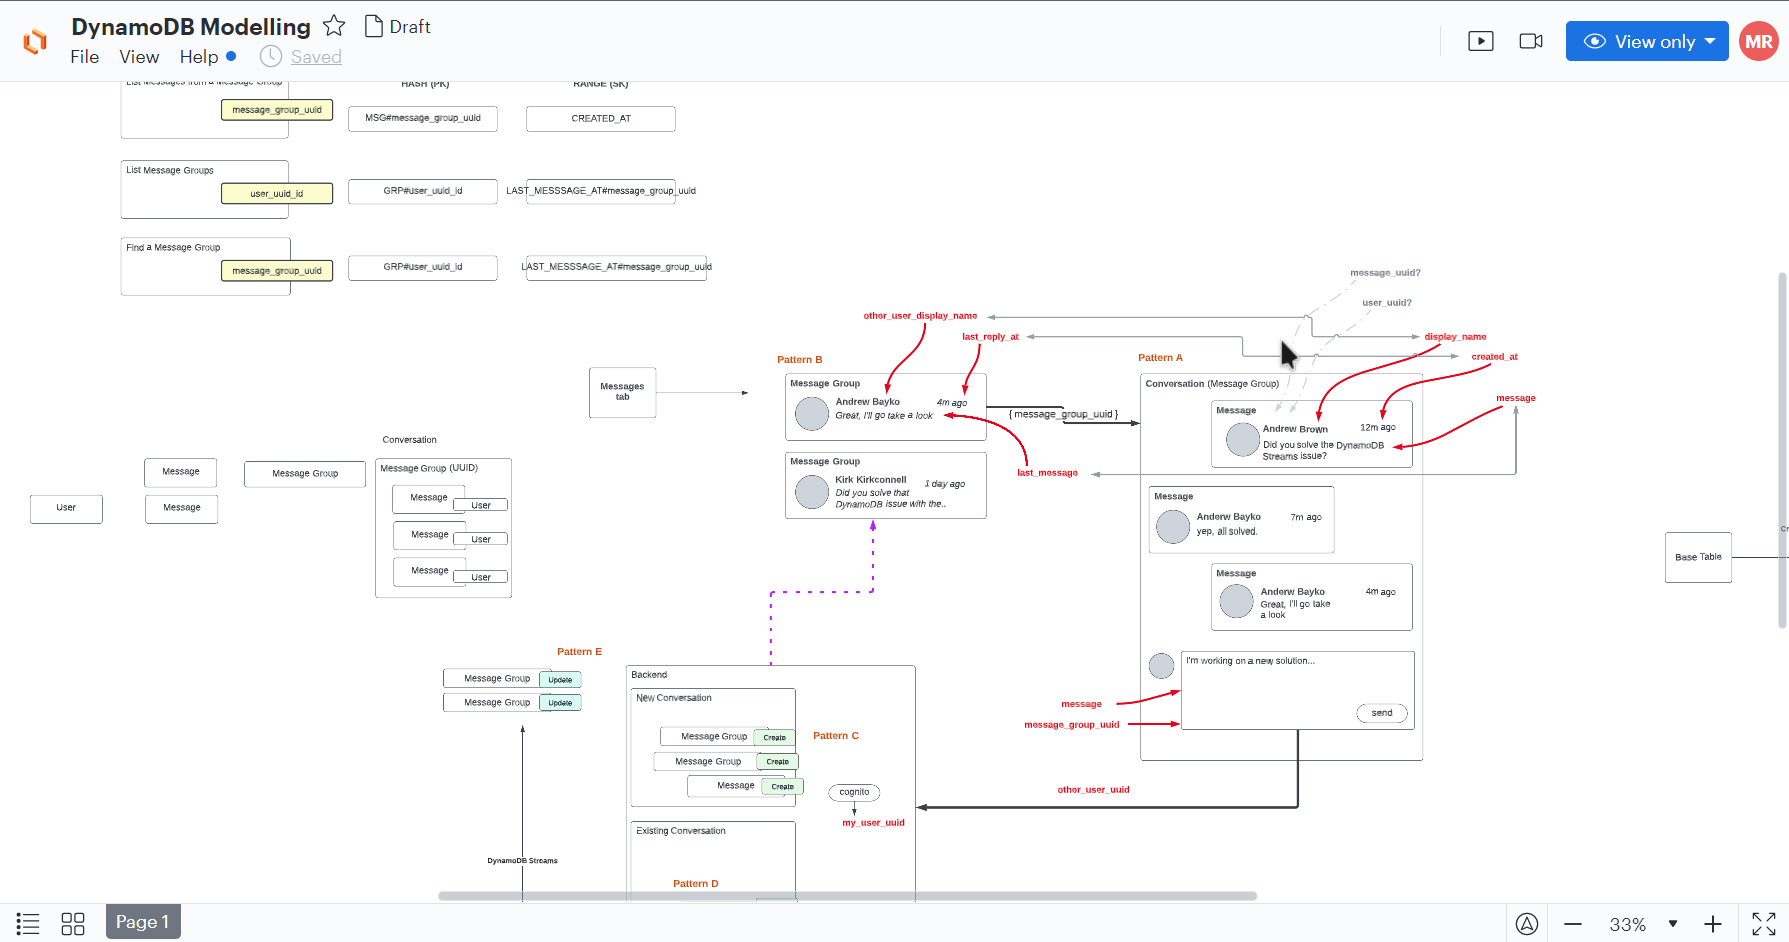 DynamoDB Modelling
Draft
File
View
Help
Saved
View only
MR
List Messages from a Message Group
HASH (PK)
RANGE (SK)
message_group_uuid
MSG#message_group_uuid
CREATED_AT
List Message Groups
user_uuid_id
GRP#user_uuid_id
LAST_MESSSAGE_AT#message_group_uuid
Find a Message Group
message_group_uuid
GRP#user_uuid_id
LAST_MESSSAGE_AT#message_group_uuid
message_uuid?
user_uuid?
other_user_display_name
last_reply_at
display_name
created_at
message
Pattern B
Pattern A
Messages
tab
Message Group
Andrew Bayko
4m ago
Great, I'll go take a look
{ message_group_uuid }
Message Group
Kirk Kirkconnell
1 day ago
Did you solve that
DynamoDB issue with the..
last_message
Conversation (Message Group)
Message
Andrew Brown
12m ago
Did you solve the DynamoDB
Streams issue?
Message
Anderw Bayko
7m ago
yep, all solved.
Message
Anderw Bayko
4m ago
Great, I'll go take
a look
I'm working on a new solution...
send
message
message_group_uuid
other_user_uuid
Conversation
Message
Message Group
User
Message
Message Group (UUID)
Message
User
Message
User
Message
User
Base Table
Cr
Pattern E
Message Group
Update
Message Group
Update
DynamoDB Streams
Backend
New Conversation
Message Group
Create
Message Group
Create
Message
Create
Pattern C
cognito
my_user_uuid
Existing Conversation
Pattern D
Page 1
33%